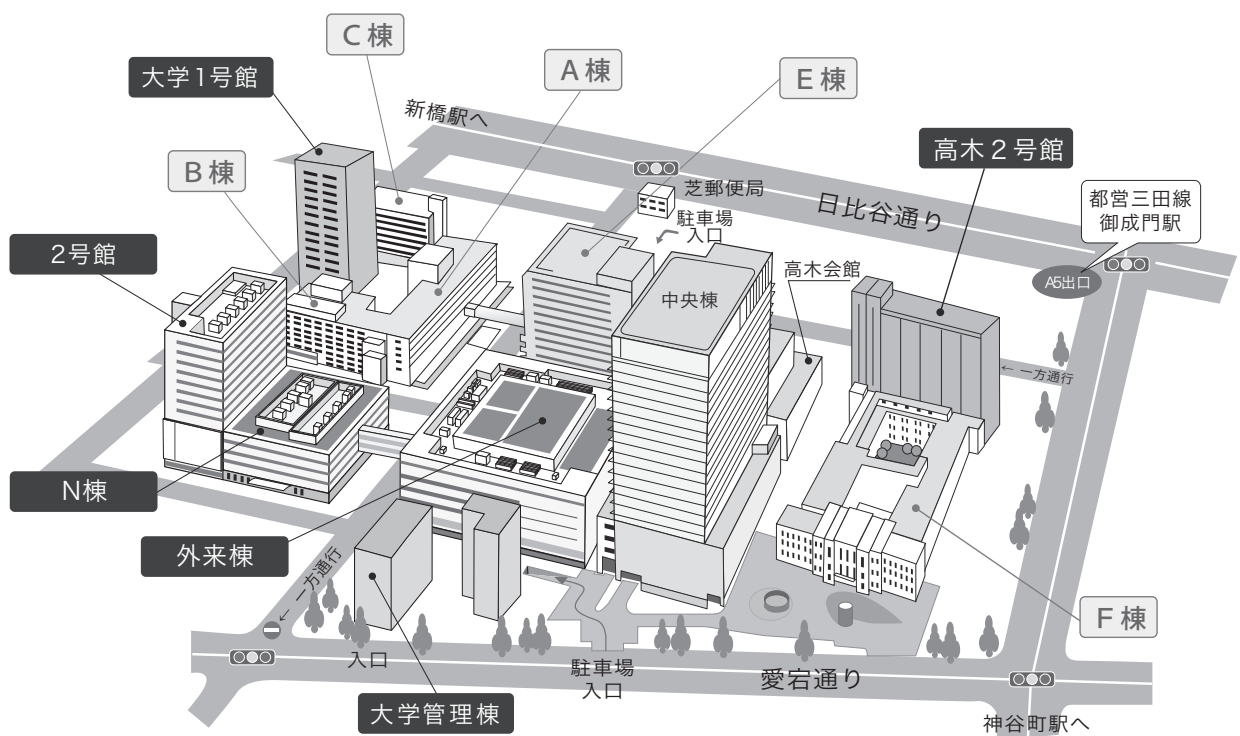 C棟
大学1号館
A棟
E棟
新橋駅へ
高木2号館
B棟
芝郵便局
日比谷通り
都営三田線
御成門駅
駐車場
入口
2号館
高木会館
A5出口
中央棟
← 一方通行
N棟
外来棟
← 一方通行
F棟
入口
駐車場
入口
愛宕通り
大学管理棟
神谷町駅へ